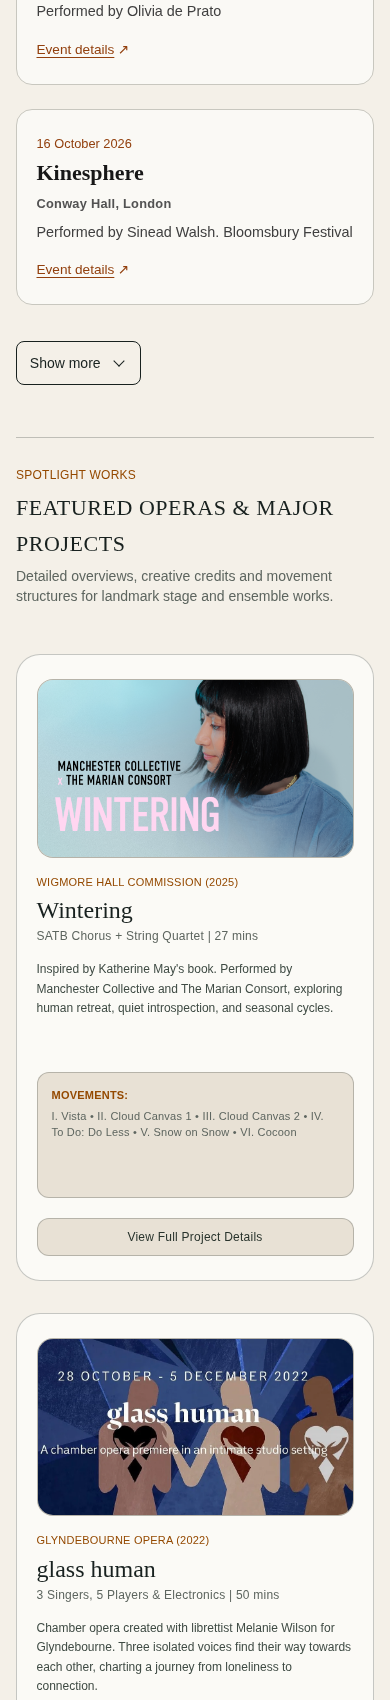 Performed by Olivia de Prato
Event details ↗
16 October 2026
Kinesphere
Conway Hall, London
Performed by Sinead Walsh. Bloomsbury Festival
Event details ↗
Show more
SPOTLIGHT WORKS
FEATURED OPERAS & MAJOR
PROJECTS
Detailed overviews, creative credits and movement
structures for landmark stage and ensemble works.
MANCHESTER COLLECTIVE
x THE MARIAN CONSORT
WINTERING
WIGMORE HALL COMMISSION (2025)
Wintering
SATB Chorus + String Quartet | 27 mins
Inspired by Katherine May's book. Performed by
Manchester Collective and The Marian Consort, exploring
human retreat, quiet introspection, and seasonal cycles.
MOVEMENTS:
I. Vista • II. Cloud Canvas 1 • III. Cloud Canvas 2 • IV.
To Do: Do Less • V. Snow on Snow • VI. Cocoon
View Full Project Details
28 OCTOBER - 5 DECEMBER 2022
glass human
A chamber opera premiere in an intimate studio setting
GLYNDEBOURNE OPERA (2022)
glass human
3 Singers, 5 Players & Electronics | 50 mins
Chamber opera created with librettist Melanie Wilson for
Glyndebourne. Three isolated voices find their way towards
each other, charting a journey from loneliness to
connection.